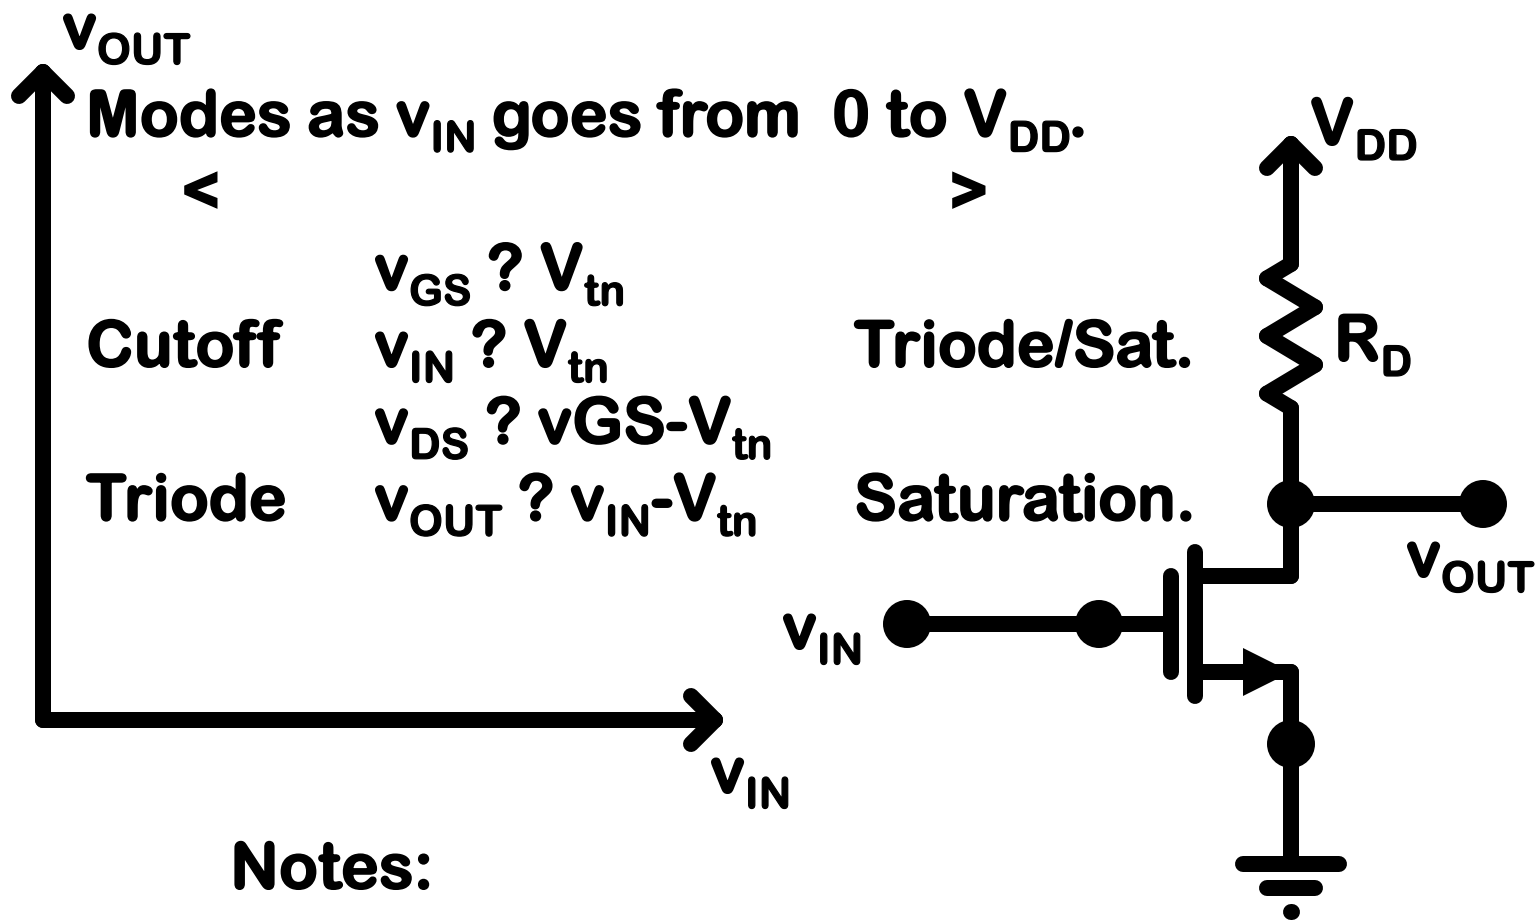 vOUT
Modes as vIN goes from 0 to VDD.
< >
vGS ? Vtn
Cutoff vIN ? Vtn Triode/Sat.
vDS ? vGS-Vtn
Triode vOUT ? vIN-Vtn Saturation.
VDD
RD
vOUT
vIN
vIN
Notes: